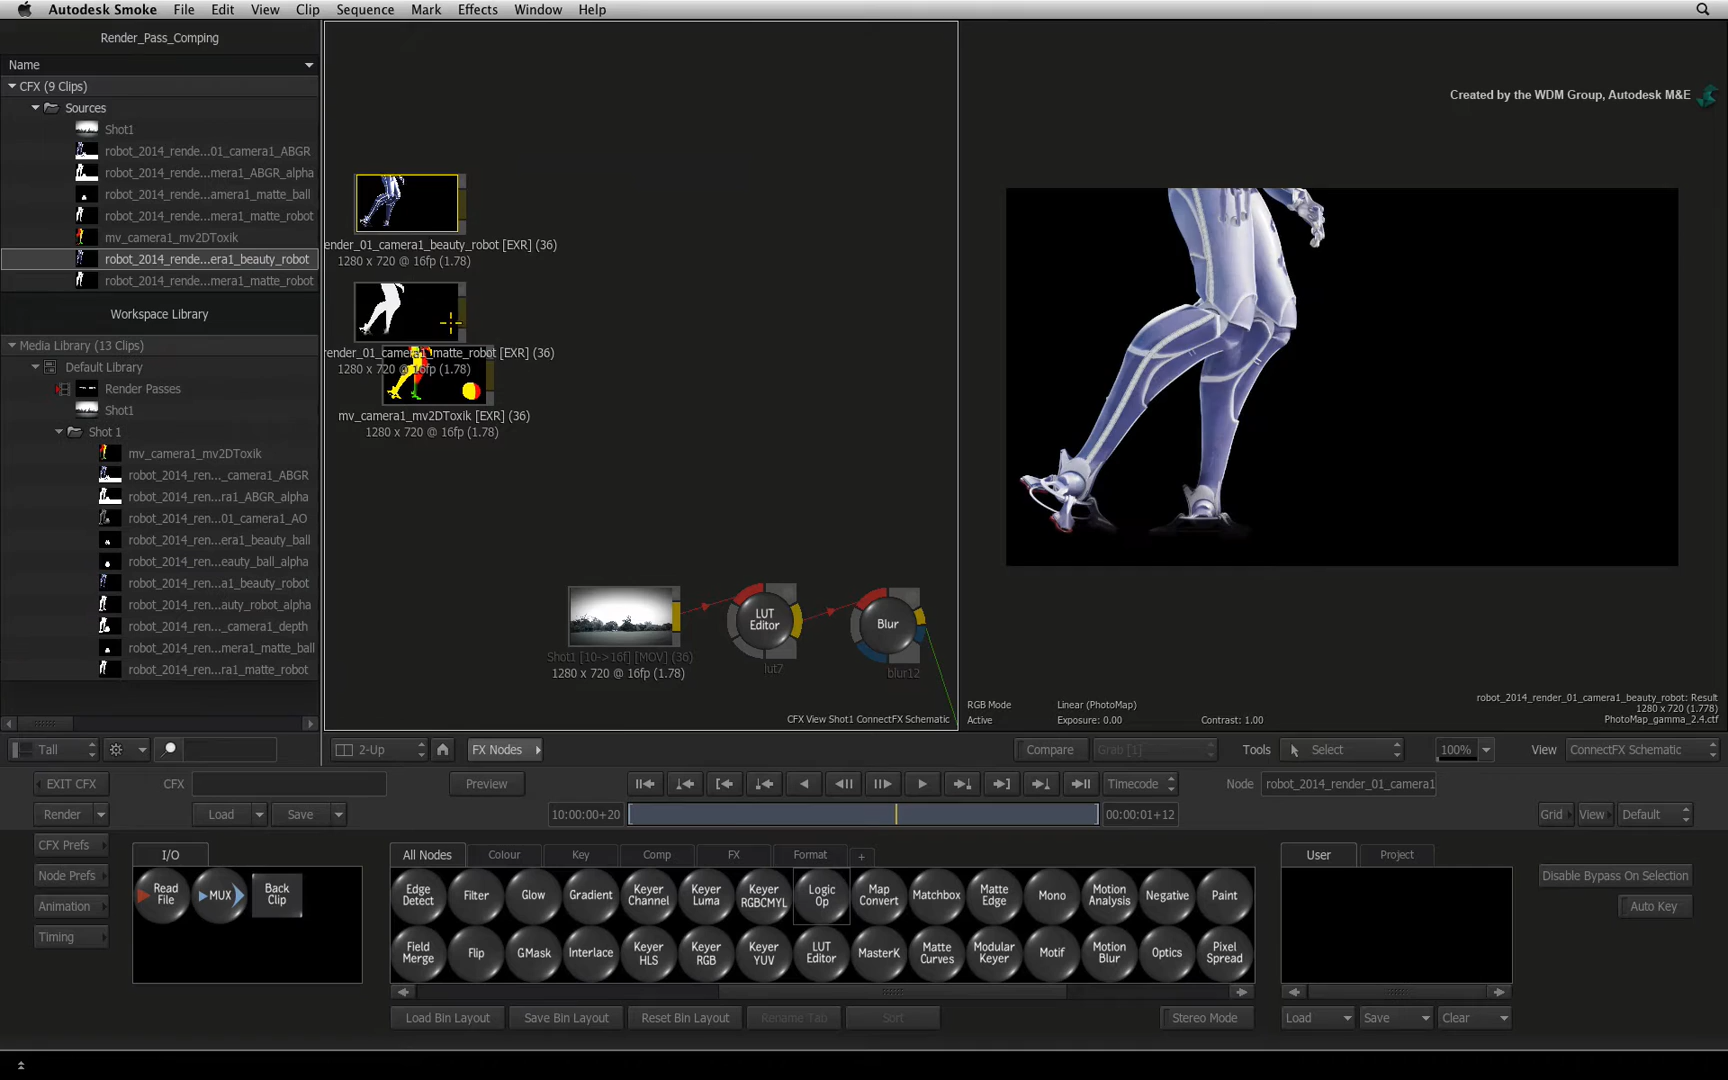 Autodesk Smoke File Edit View Clip Sequence Mark Effects Window Help
Render_Pass_Comping
Name
CFX (9 Clips)
Sources
Shot1
robot_2014_rende...01_camera1_ABGR
robot_2014_rende...mera1_ABGR_alpha
robot_2014_rende...amera1_matte_ball
robot_2014_rende...mera1_matte_robot
mv_camera1_mv2DToxik
robot_2014_rende...era1_beauty_robot
robot_2014_rende...mera1_matte_robot
Workspace Library
Media Library (13 Clips)
Default Library
Render Passes
Shot1
Shot 1
mv_camera1_mv2DToxik
robot_2014_ren..._camera1_ABGR
robot_2014_ren...ra1_ABGR_alpha
robot_2014_ren...01_camera1_AO
robot_2014_ren...era1_beauty_ball
robot_2014_ren...eauty_ball_alpha
robot_2014_ren...a1_beauty_robot
robot_2014_ren...auty_robot_alpha
robot_2014_ren..._camera1_depth
robot_2014_ren...mera1_matte_ball
robot_2014_ren...ra1_matte_robot
ender_01_camera1_beauty_robot [EXR] (36)
1280 x 720 @ 16fp (1.78)
render_01_camera1_matte_robot [EXR] (36)
1280 x 720 @ 16fp (1.78)
mv_camera1_mv2DToxik [EXR] (36)
1280 x 720 @ 16fp (1.78)
LUT Editor
Blur
Shot1 [10->16f] [MOV] (36)
1280 x 720 @ 16fp (1.78)
lut7
blur12
CFX View Shot1 ConnectFX Schematic
Created by the WDM Group, Autodesk M&E
RGB Mode Linear (PhotoMap)
Active Exposure: 0.00 Contrast: 1.00
robot_2014_render_01_camera1_beauty_robot: Result
1280 x 720 (1.778)
PhotoMap_gamma_2.4.ctf
Tall 2-Up FX Nodes Compare Grab [1] Tools Select 100% View ConnectFX Schematic
EXIT CFX CFX Preview Timecode Node robot_2014_render_01_camera1
Render Load Save 10:00:00+20 00:00:01+12 Grid View Default
CFX Prefs
Node Prefs
Animation
Timing
I/O
Read File MUX Back Clip
All Nodes Colour Key Comp FX Format +
Edge Detect Filter Glow Gradient Keyer Channel Keyer Luma Keyer RGBCMYL Logic Op Map Convert Matchbox Matte Edge Mono Motion Analysis Negative Paint
Field Merge Flip GMask Interlace Keyer HLS Keyer RGB Keyer YUV LUT Editor MasterK Matte Curves Modular Keyer Motif Motion Blur Optics Pixel Spread
Load Bin Layout Save Bin Layout Reset Bin Layout Rename Tab Sort Stereo Mode
User Project
Load Save Clear
Disable Bypass On Selection
Auto Key